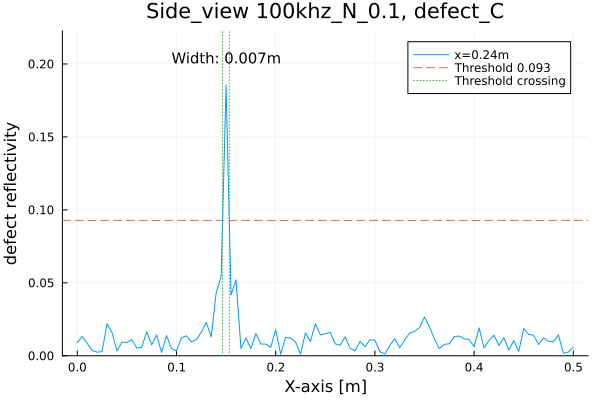 Side_view 100khz_N_0.1, defect_C
Width: 0.007m
x=0.24m
Threshold 0.093
Threshold crossing
0.20
0.15
0.10
0.05
0.00
defect reflectivity
0.0
0.1
0.2
0.3
0.4
0.5
X-axis [m]